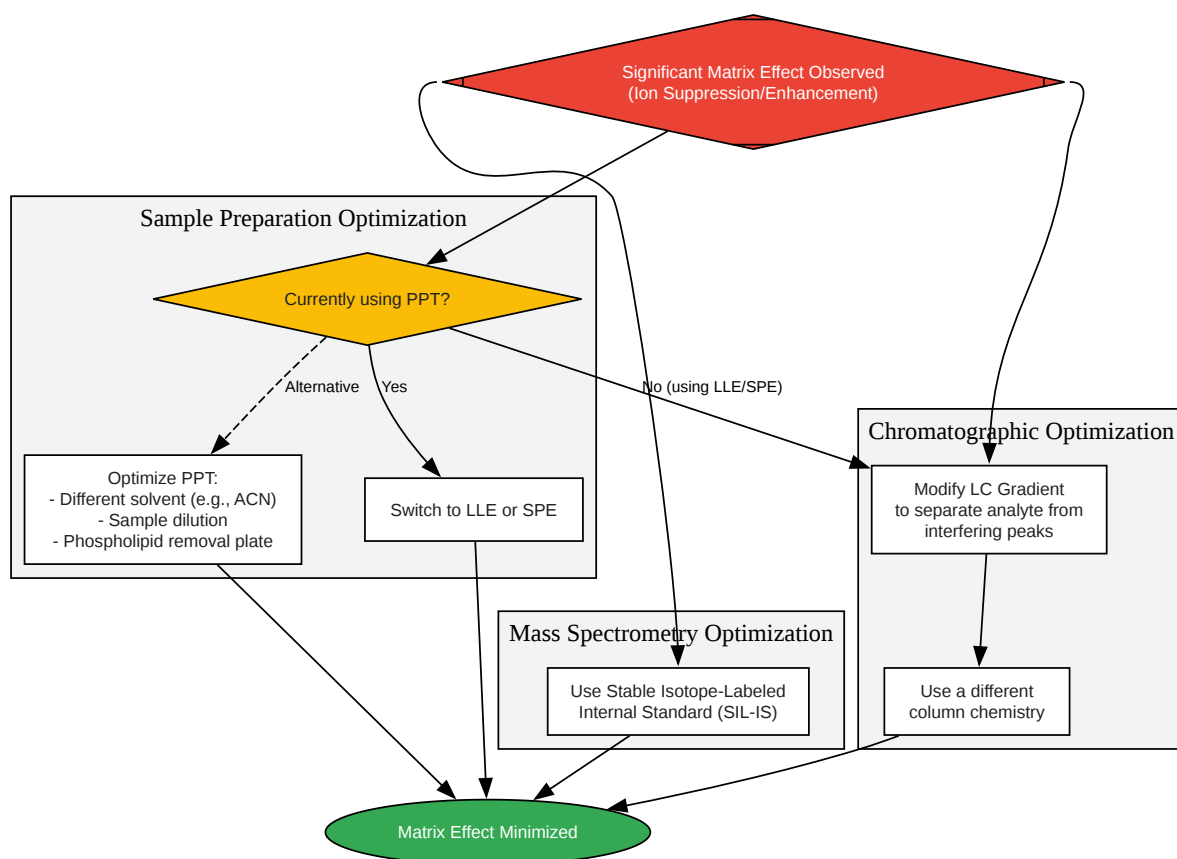 Significant Matrix Effect Observed
(Ion Suppression/Enhancement)
Sample Preparation Optimization
Currently using PPT?
Alternative
Yes
No (using LLE/SPE)
Optimize PPT:
- Different solvent (e.g., ACN)
- Sample dilution
- Phospholipid removal plate
Switch to LLE or SPE
Chromatographic Optimization
Modify LC Gradient
to separate analyte from
interfering peaks
Mass Spectrometry Optimization
Use Stable Isotope-Labeled
Internal Standard (SIL-IS)
Use a different
column chemistry
Matrix Effect Minimized